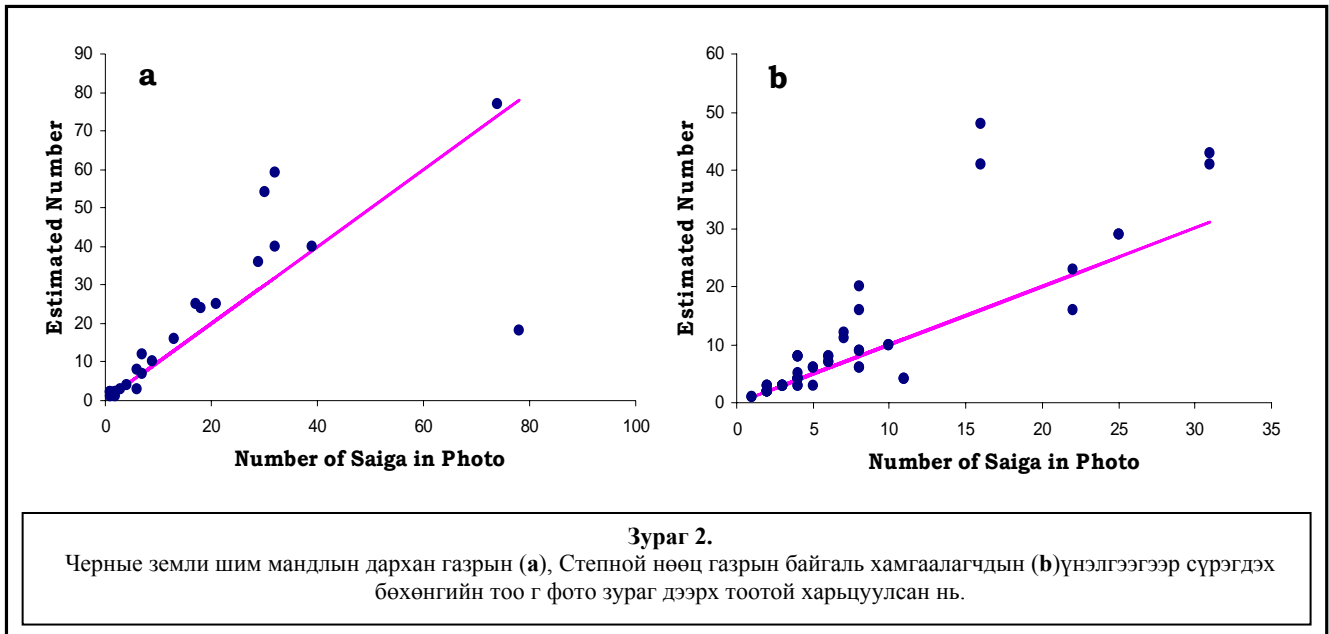 a
90
80
70
60
50
40
30
20
10
0
0 20 40 60 80 100
Estimated Number
Number of Saiga in Photo
b
60
50
40
30
20
10
0
0 5 10 15 20 25 30 35
Estimated Number
Number of Saiga in Photo
Зураг 2.
Черные земли шим мандлын дархан газрын (a), Степной нөөц газрын байгаль хамгаалагчдын (b)үнэлгээгээр сүрэгдэх
бөхөнгийн тоо г фото зураг дээрх тоотой харьцуулсан нь.